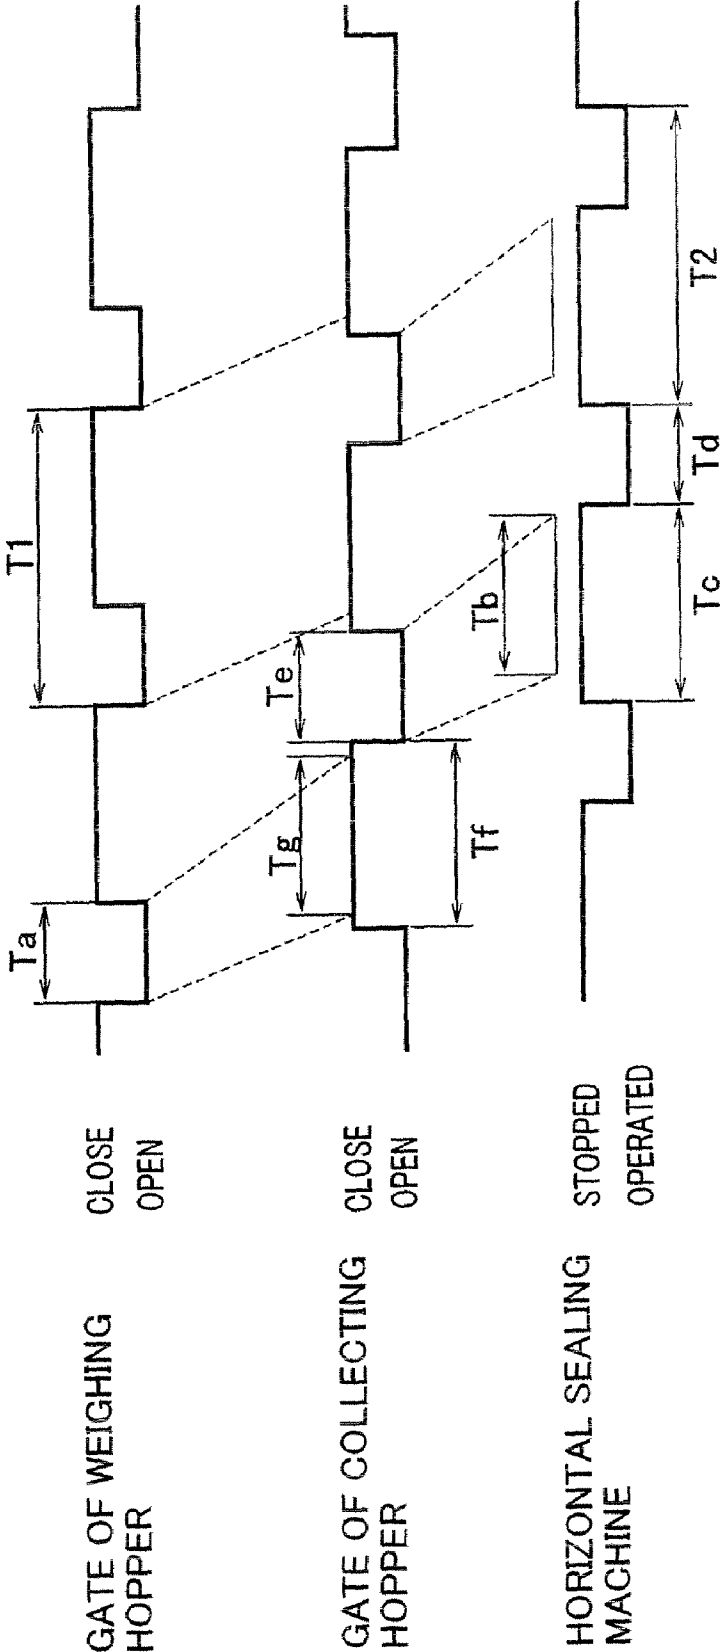 GATE OF WEIGHING
HOPPER
CLOSE
OPEN
Ta
T1
GATE OF COLLECTING
HOPPER
CLOSE
OPEN
Tg
Te
Tf
Tb
HORIZONTAL SEALING
MACHINE
STOPPED
OPERATED
Tc
Td
T2